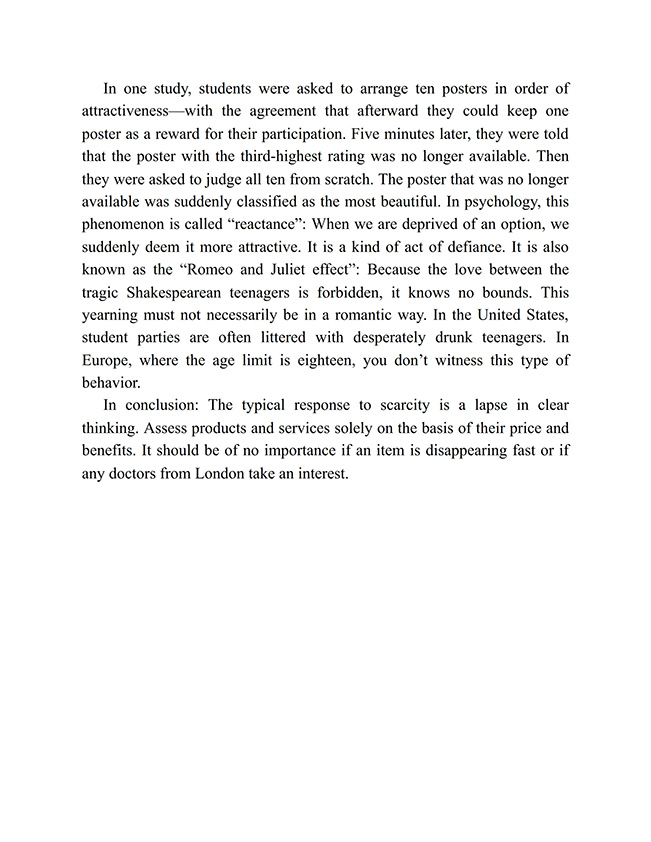 In one study, students were asked to arrange ten posters in order of
attractiveness—with the agreement that afterward they could keep one
poster as a reward for their participation. Five minutes later, they were told
that the poster with the third-highest rating was no longer available. Then
they were asked to judge all ten from scratch. The poster that was no longer
available was suddenly classified as the most beautiful. In psychology, this
phenomenon is called “reactance”: When we are deprived of an option, we
suddenly deem it more attractive. It is a kind of act of defiance. It is also
known as the “Romeo and Juliet effect”: Because the love between the
tragic Shakespearean teenagers is forbidden, it knows no bounds. This
yearning must not necessarily be in a romantic way. In the United States,
student parties are often littered with desperately drunk teenagers. In
Europe, where the age limit is eighteen, you don’t witness this type of
behavior.
In conclusion: The typical response to scarcity is a lapse in clear
thinking. Assess products and services solely on the basis of their price and
benefits. It should be of no importance if an item is disappearing fast or if
any doctors from London take an interest.